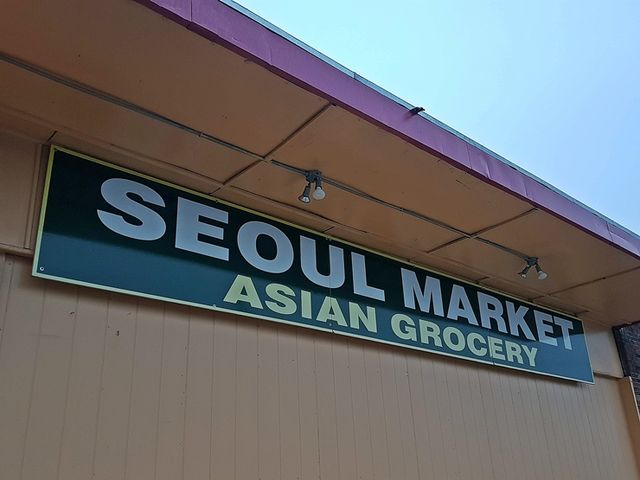 SEOUL MARKET
ASIAN GROCERY